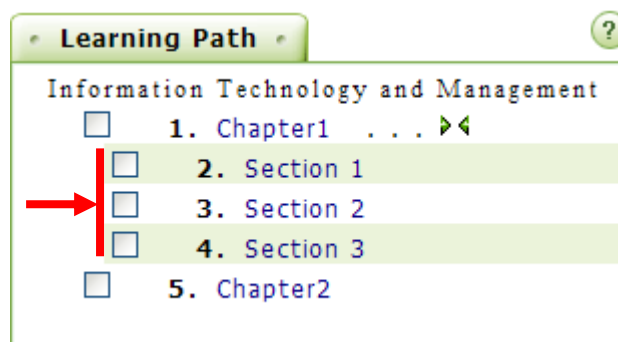 Learning Path
?
Information Technology and Management
1. Chapter1 . . .
2. Section 1
3. Section 2
4. Section 3
5. Chapter2